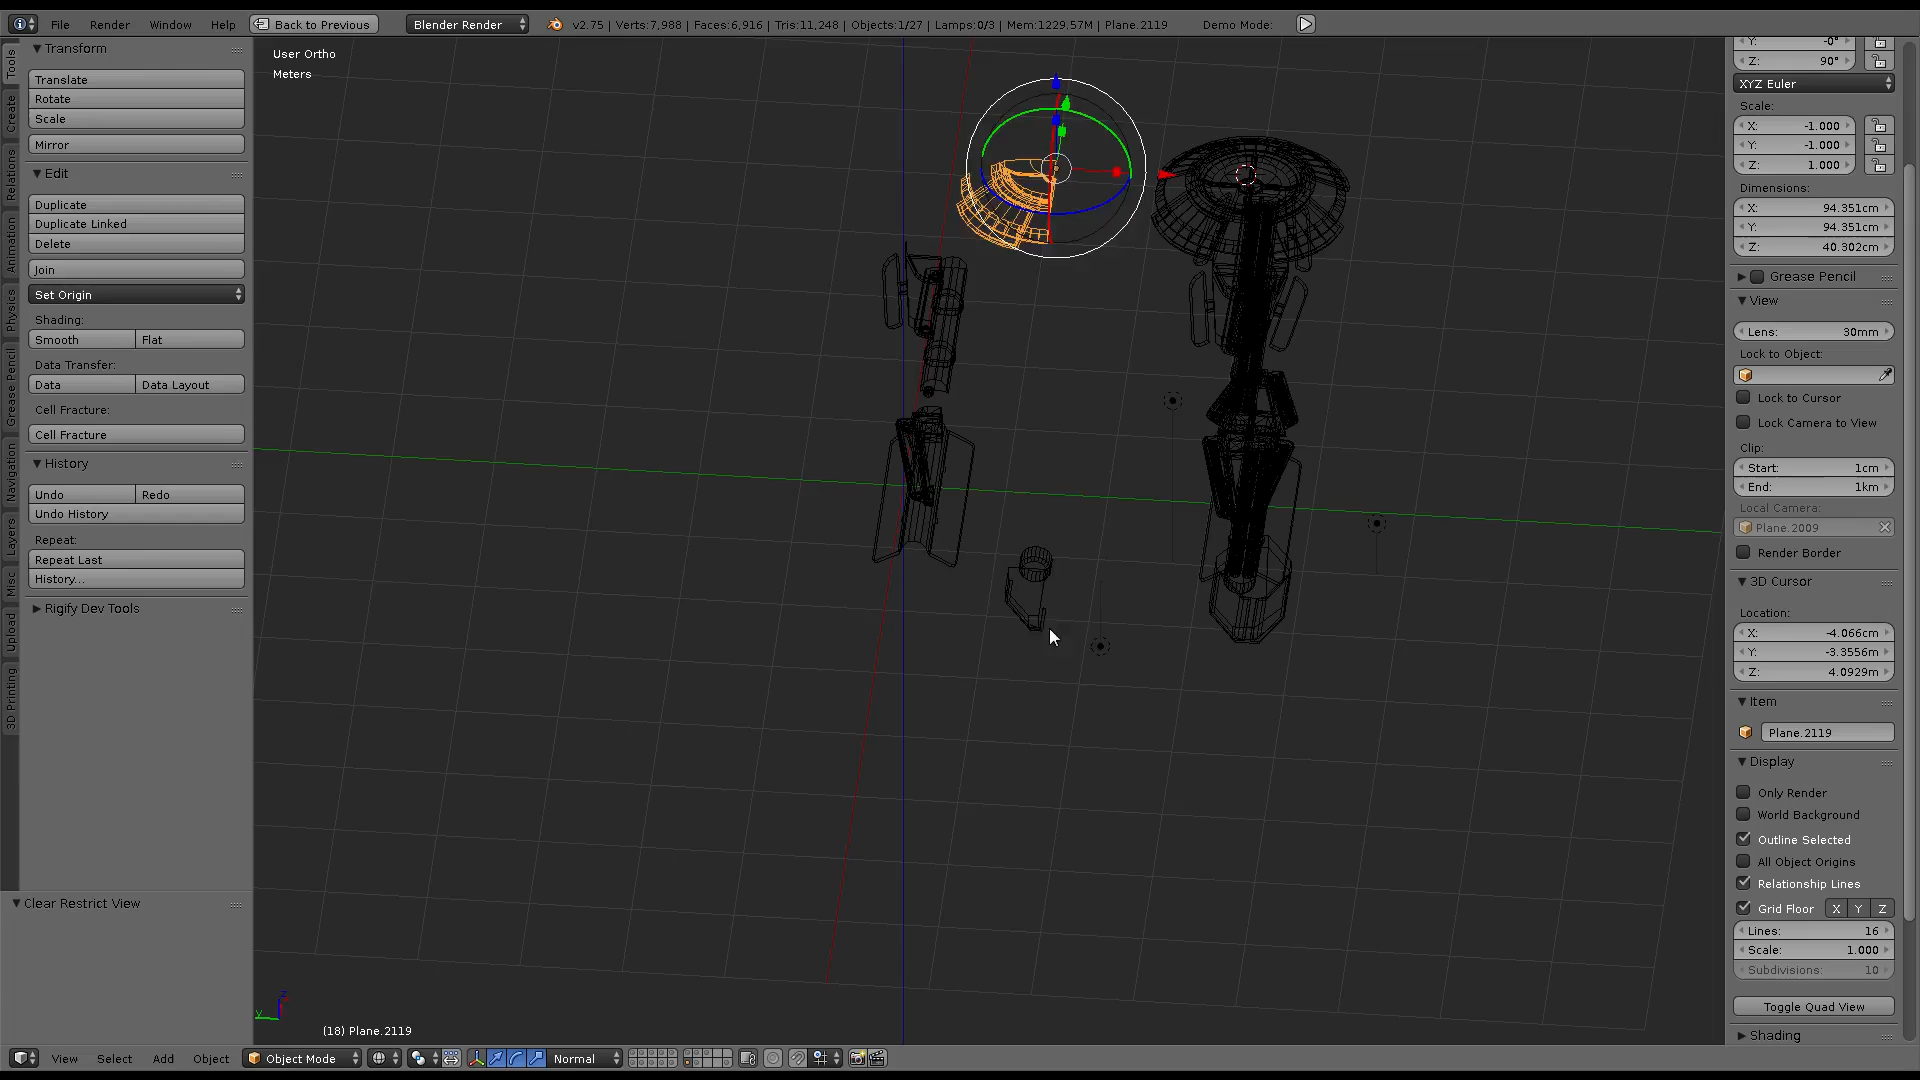 File Render Window Help Back to Previous Blender Render v2.75 | Verts:7,988 | Faces:6,916 | Tris:11,248 | Objects:1/27 | Lamps:0/3 | Mem:1229.57M | Plane.2119 Demo Mode:
Tools
Create
Relations
Animation
Physics
Grease Pencil
Navigation
Layers
Misc
Upload
3D Printing
Transform
Translate
Rotate
Scale
Mirror
Edit
Duplicate
Duplicate Linked
Delete
Join
Set Origin
Shading:
Smooth Flat
Data Transfer:
Data Data Layout
Cell Fracture:
Cell Fracture
History
Undo Redo
Undo History
Repeat:
Repeat Last
History...
Rigify Dev Tools
Clear Restrict View
User Ortho
Meters
z
y
(18) Plane.2119
Y: -0°
Z: 90°
XYZ Euler
Scale:
X: -1.000
Y: -1.000
Z: 1.000
Dimensions:
X: 94.351cm
Y: 94.351cm
Z: 40.302cm
Grease Pencil
View
Lens: 30mm
Lock to Object:
Lock to Cursor
Lock Camera to View
Clip:
Start: 1cm
End: 1km
Local Camera:
Plane.2009
Render Border
3D Cursor
Location:
X: -4.066cm
Y: -3.3556m
Z: 4.0929m
Item
Plane.2119
Display
Only Render
World Background
Outline Selected
All Object Origins
Relationship Lines
Grid Floor X Y Z
Lines: 16
Scale: 1.000
Subdivisions: 10
Toggle Quad View
Shading
View Select Add Object Object Mode Normal